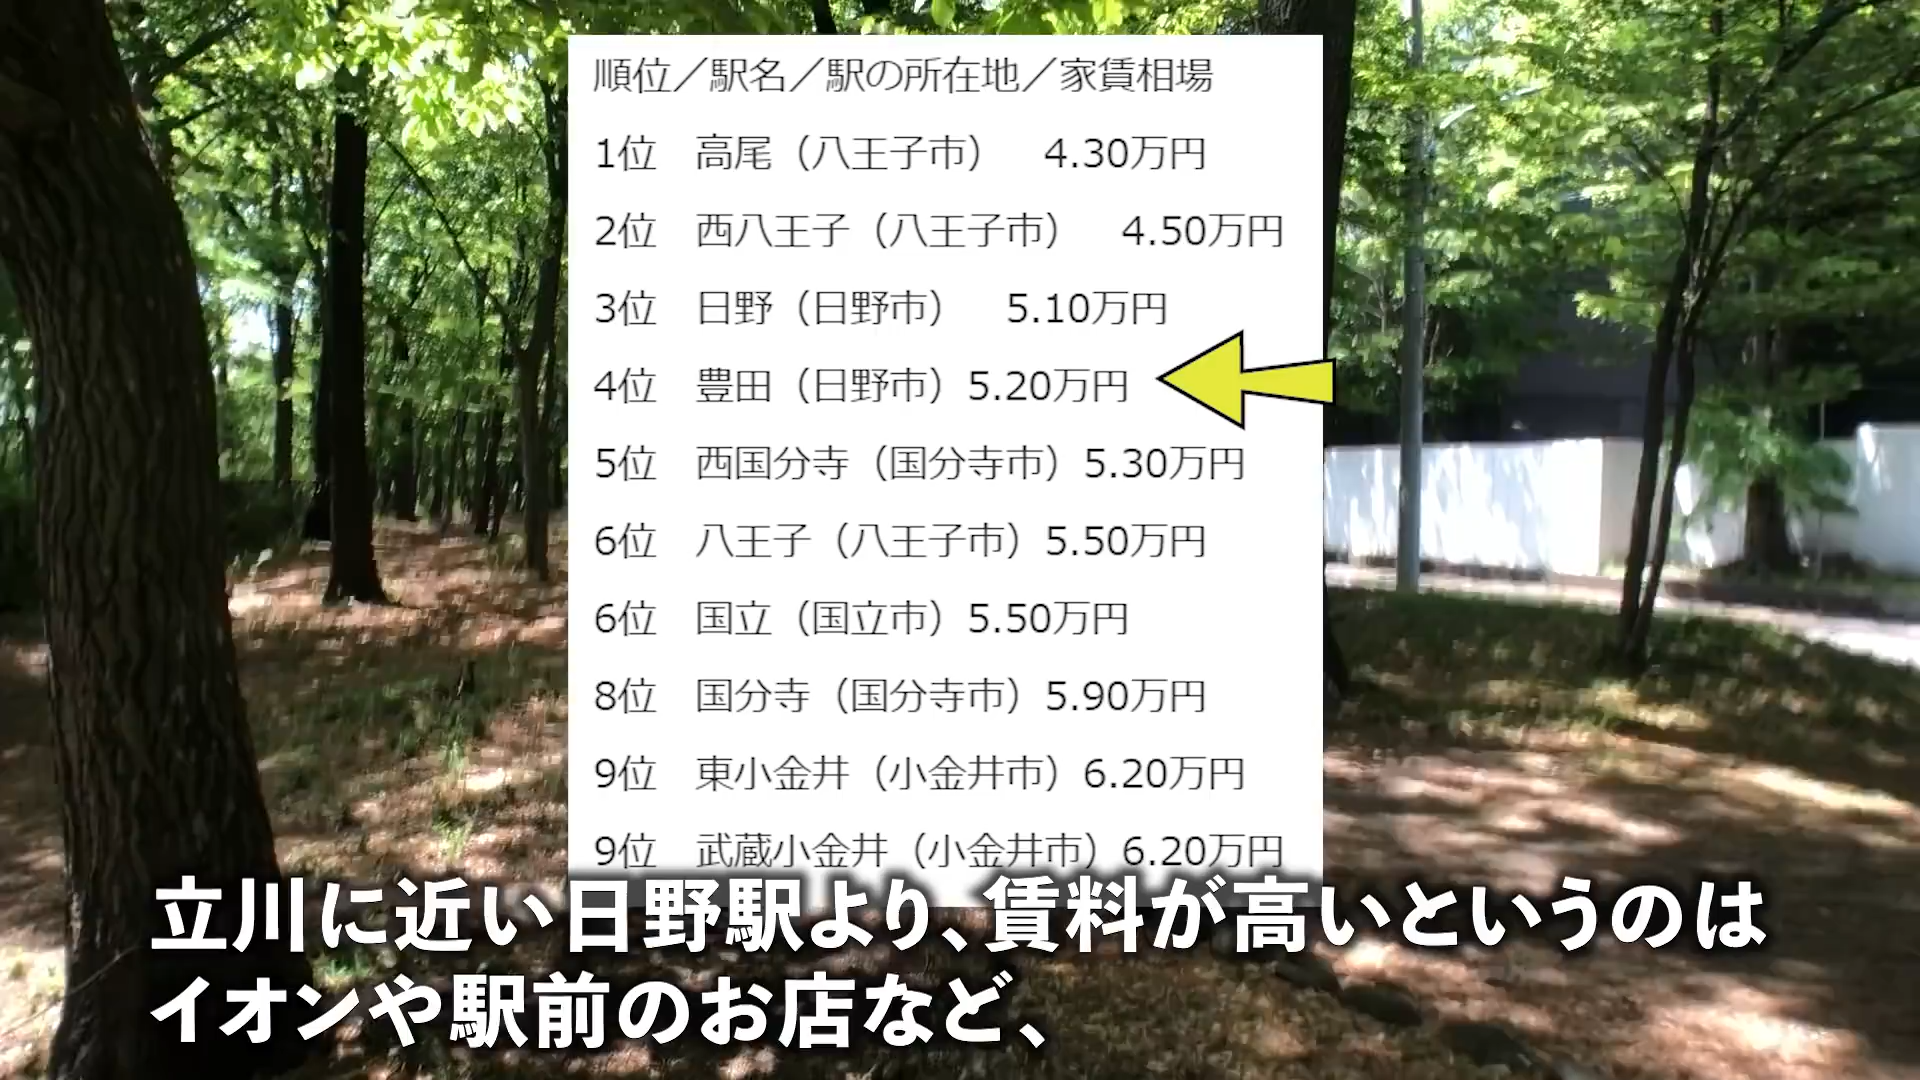 順位／駅名／駅の所在地／家賃相場
1位　高尾（八王子市）　4.30万円
2位　西八王子（八王子市）　4.50万円
3位　日野（日野市）　5.10万円
4位　豊田（日野市）5.20万円
5位　西国分寺（国分寺市）5.30万円
6位　八王子（八王子市）5.50万円
6位　国立（国立市）5.50万円
8位　国分寺（国分寺市）5.90万円
9位　東小金井（小金井市）6.20万円
9位　武蔵小金井（小金井市）6.20万円
立川に近い日野駅より、賃料が高いというのは
イオンや駅前のお店など、